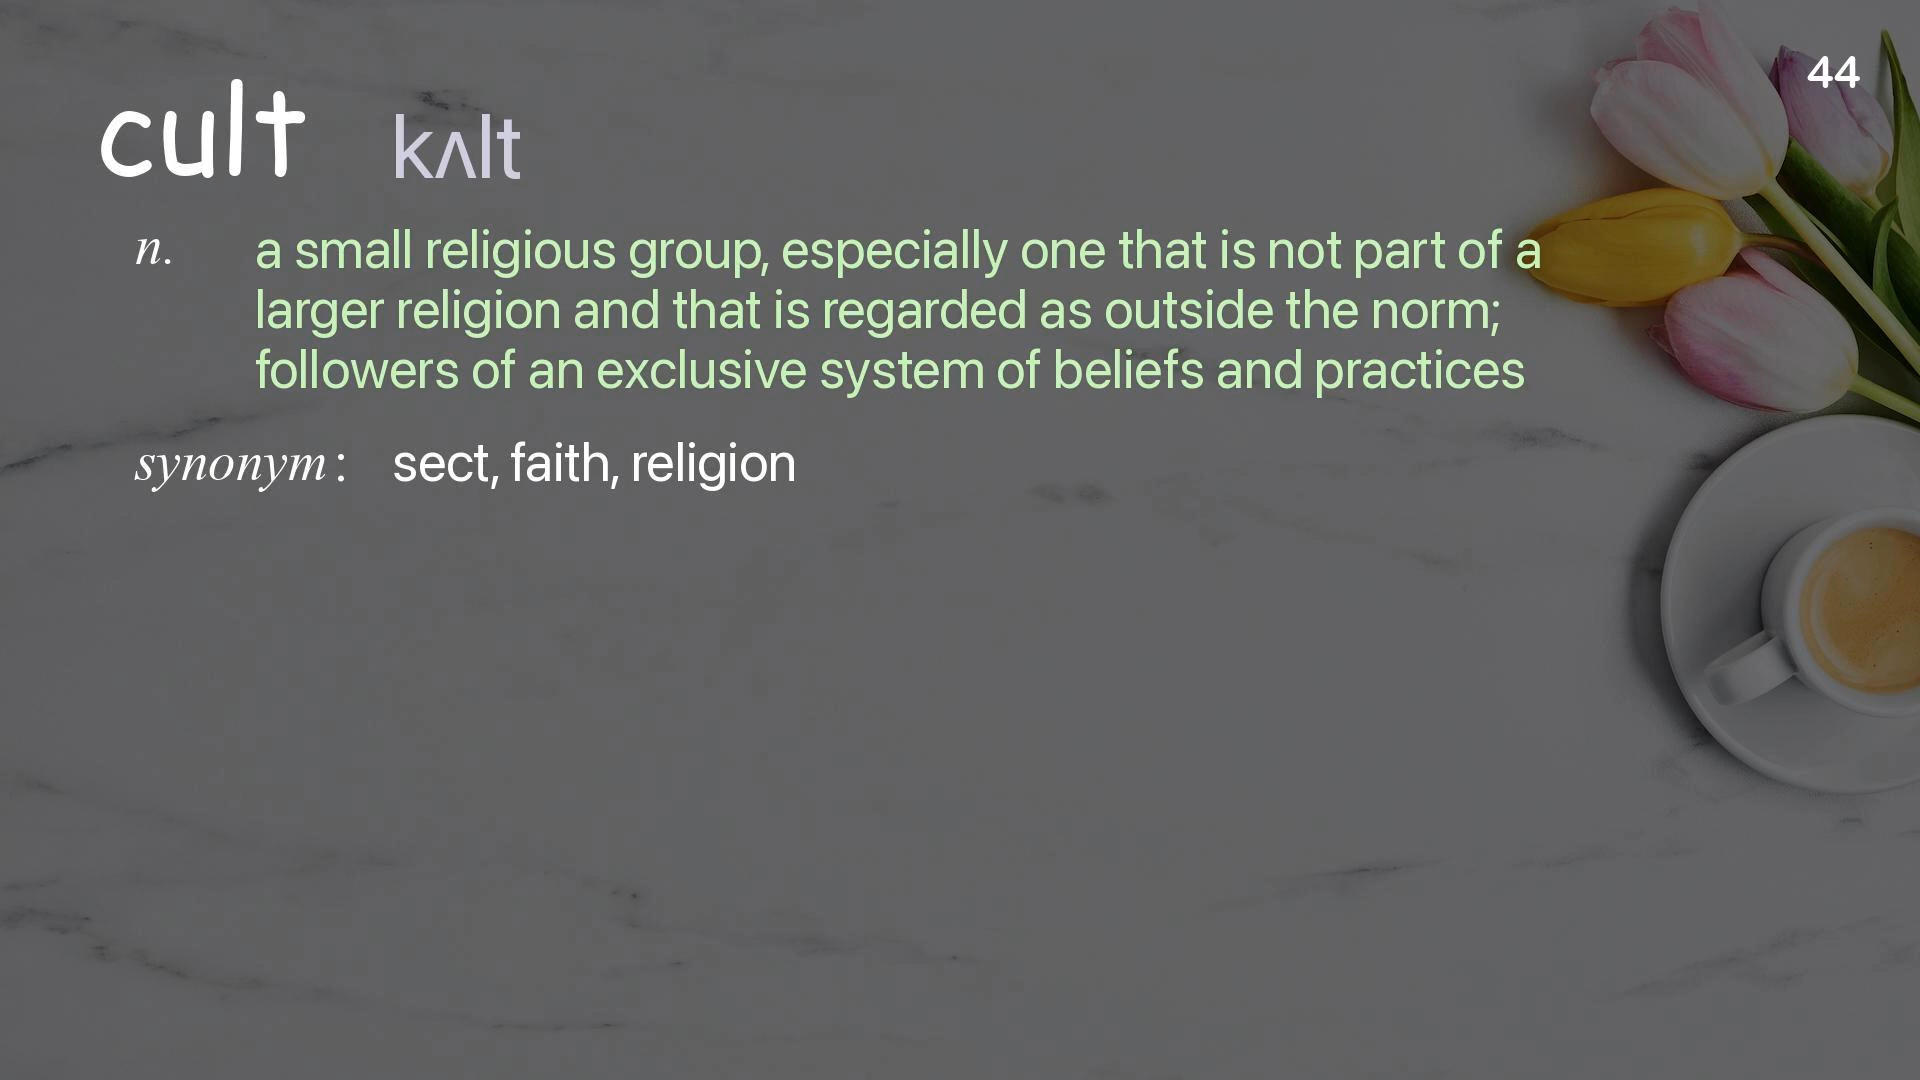 44
cult kʌlt
n. a small religious group, especially one that is not part of a
larger religion and that is regarded as outside the norm;
followers of an exclusive system of beliefs and practices
synonym : sect, faith, religion